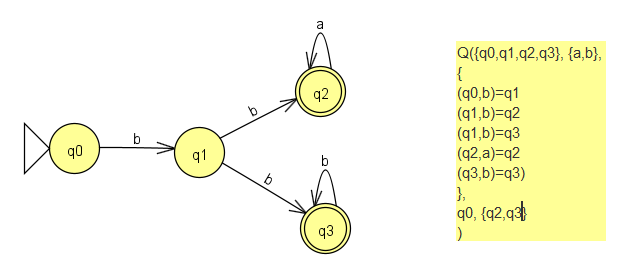 a
q2
b
b
q0
q1
b
b
q3
Q({q0,q1,q2,q3}, {a,b},
{
(q0,b)=q1
(q1,b)=q2
(q1,b)=q3
(q2,a)=q2
(q3,b)=q3)
},
q0, {q2,q3}
)